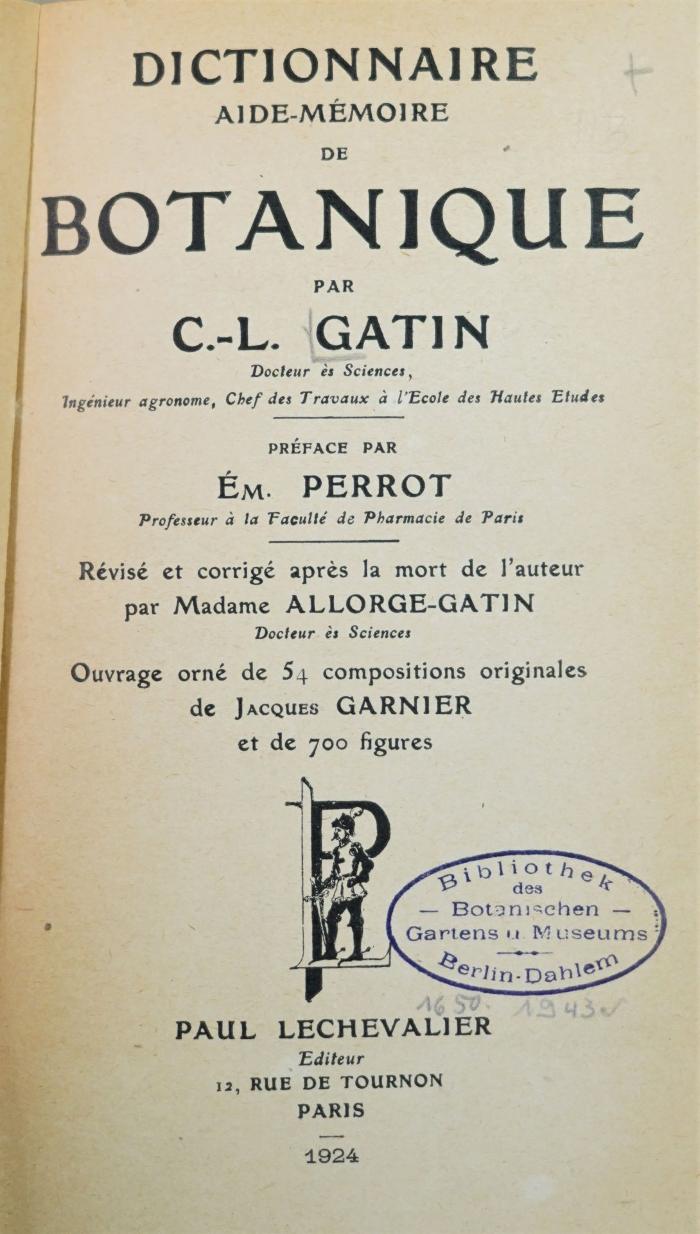 DICTIONNAIRE
AIDE-MÉMOIRE
DE
BOTANIQUE
PAR
C.-L. GATIN
Docteur ès Sciences,
Ingénieur agronome, Chef des Travaux à l'Ecole des Hautes Etudes
PRÉFACE PAR
ÉM. PERROT
Professeur à la Faculté de Pharmacie de Paris
Révisé et corrigé après la mort de l'auteur
par Madame ALLORGE-GATIN
Docteur ès Sciences
Ouvrage orné de 54 compositions originales
de JACQUES GARNIER
et de 700 figures
Bibliothek
des
— Botanischen —
Gartens u. Museums
Berlin-Dahlem
1650. 1943
PAUL LECHEVALIER
Editeur
12, RUE DE TOURNON
PARIS
1924